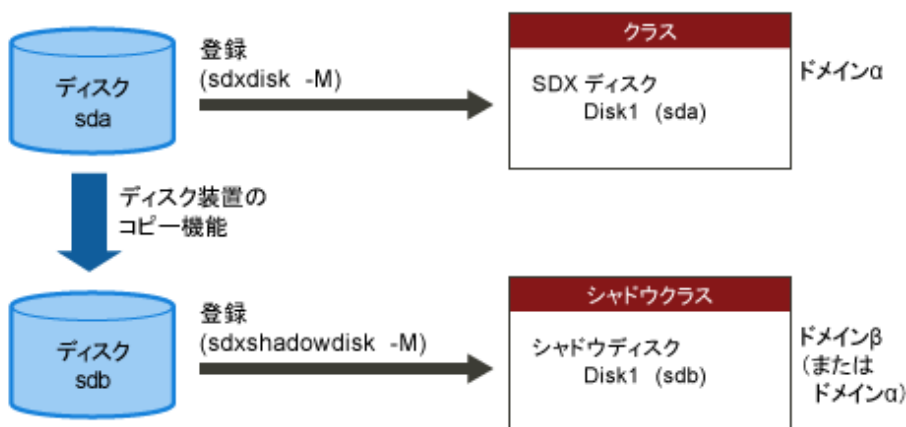 ディスク
sda
登録
(sdxdisk -M)
クラス
SDX ディスク
Disk1 (sda)
ドメインα
ディスク装置の
コピー機能
ディスク
sdb
登録
(sdxshadowdisk -M)
シャドウクラス
シャドウディスク
Disk1 (sdb)
ドメインβ
(または
ドメインα)